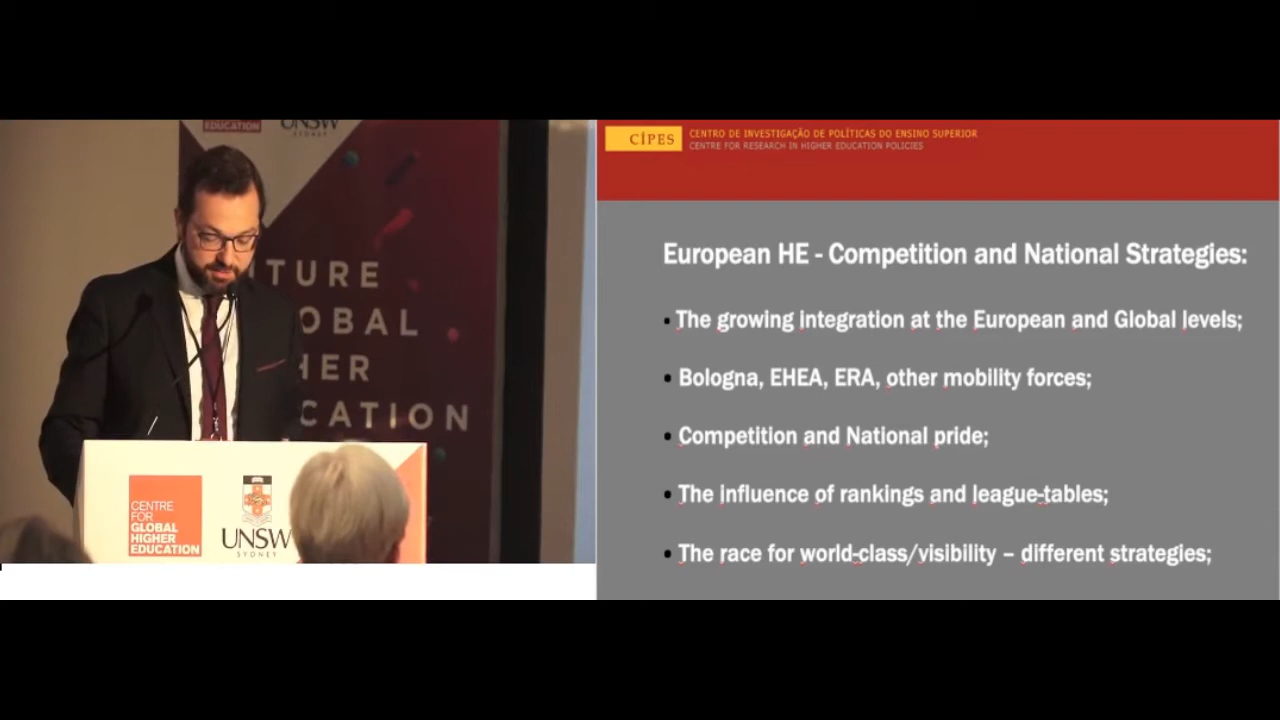 EDUCATION
UNSW
SYDNEY
TURE
OBAL
HER
CATION
CENTRE
FOR
GLOBAL
HIGHER
EDUCATION
UNSW
SYDNEY
CİPES
CENTRO DE INVESTIGAÇÃO DE POLÍTICAS DO ENSINO SUPERIOR
CENTRE FOR RESEARCH IN HIGHER EDUCATION POLICIES
European HE - Competition and National Strategies:
• The growing integration at the European and Global levels;
• Bologna, EHEA, ERA, other mobility forces;
• Competition and National pride;
• The influence of rankings and league-tables;
• The race for world-class/visibility – different strategies;